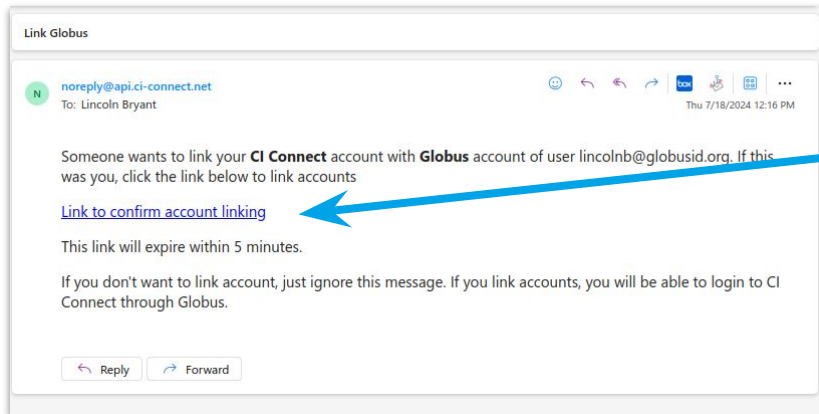 Link Globus
N
noreply@api.ci-connect.net
To: Lincoln Bryant
box
Thu 7/18/2024 12:16 PM
Someone wants to link your CI Connect account with Globus account of user lincolnb@globusid.org. If this
was you, click the link below to link accounts
Link to confirm account linking
This link will expire within 5 minutes.
If you don't want to link account, just ignore this message. If you link accounts, you will be able to login to CI
Connect through Globus.
Reply
Forward